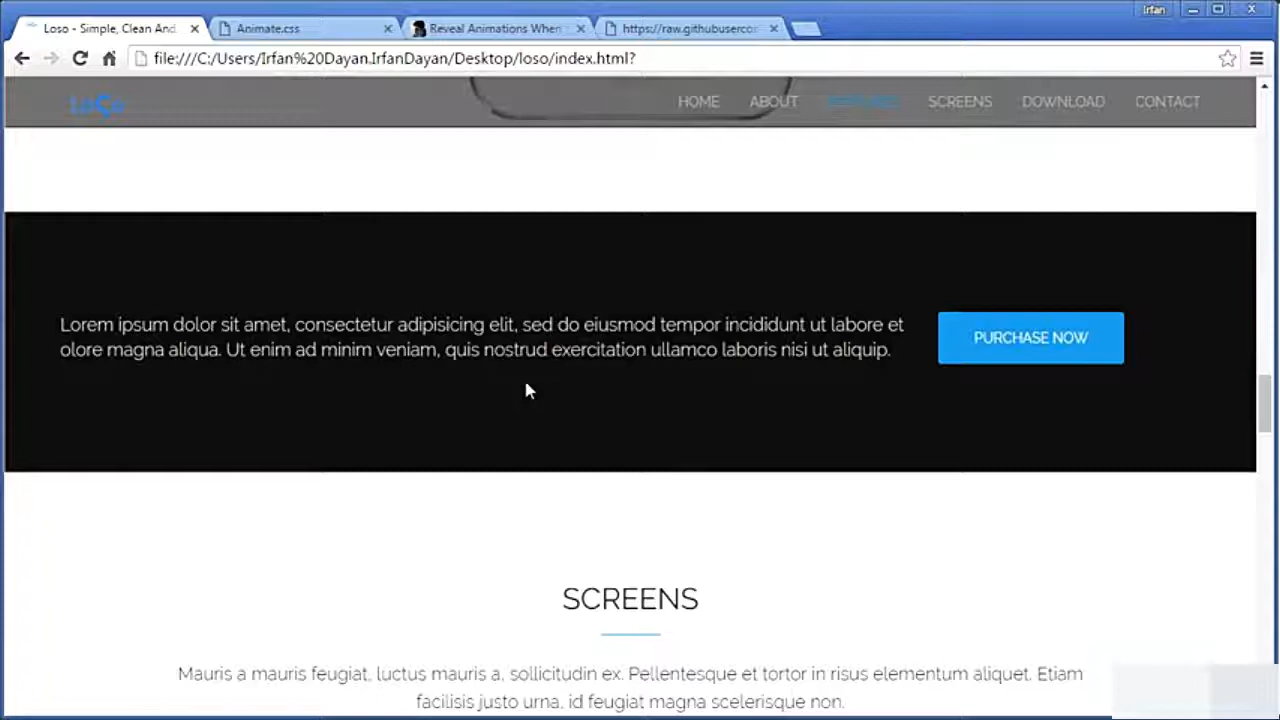 Irfan
Loso - Simple, Clean And
Animate.css
Reveal Animations When
https://raw.githubuserco
file:///C:/Users/Irfan%20Dayan.IrfanDayan/Desktop/loso/index.html?
HOME ABOUT SCREENS DOWNLOAD CONTACT
Lorem ipsum dolor sit amet, consectetur adipisicing elit, sed do eiusmod tempor incididunt ut labore et
olore magna aliqua. Ut enim ad minim veniam, quis nostrud exercitation ullamco laboris nisi ut aliquip.
PURCHASE NOW
SCREENS
Mauris a mauris feugiat, luctus mauris a, sollicitudin ex. Pellentesque et tortor in risus elementum aliquet. Etiam
facilisis justo urna, id feugiat magna scelerisque non.